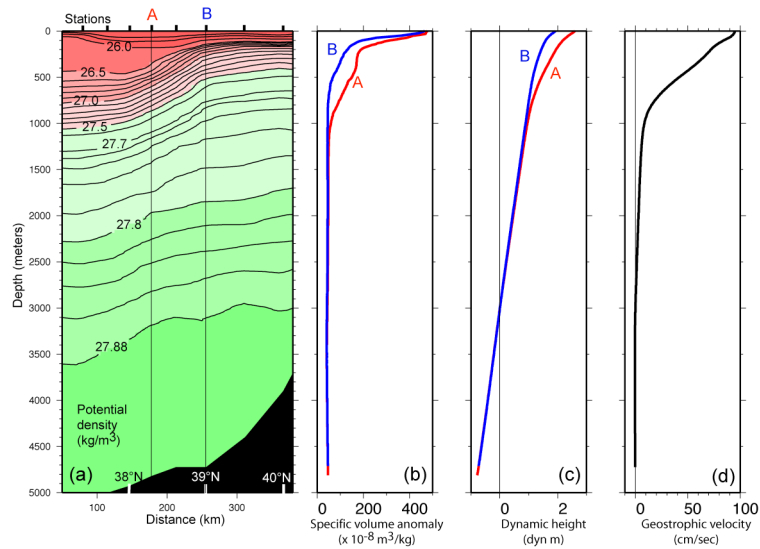 Stations
A
B
0
500
1000
1500
2000
2500
3000
3500
4000
4500
5000
Depth (meters)
26.0
26.5
27.0
27.5
27.7
27.8
27.88
Potential
density
(kg/m3)
(a)
38°N
39°N
40°N
100
200
300
Distance (km)
B
A
(b)
0
200
400
Specific volume anomaly
(x 10-8 m3/kg)
B
A
(c)
0
2
Dynamic height
(dyn m)
(d)
0
50
100
Geostrophic velocity
(cm/sec)